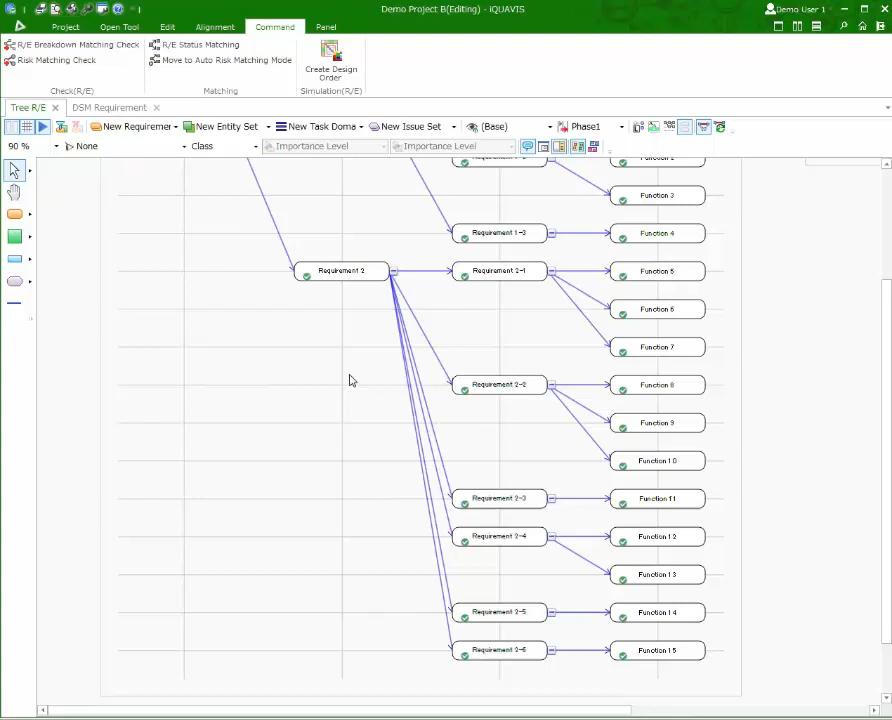 Demo Project B(Editing) - iQUAVIS
Demo User 1
Project Open Tool Edit Alignment Command Panel
R/E Breakdown Matching Check
R/E Status Matching
Risk Matching Check
Move to Auto Risk Matching Mode
Create Design
Order
Check(R/E)
Matching
Simulation(R/E)
Tree R/E
DSM Requirement
New Requiremer
New Entity Set
New Task Doma
New Issue Set
(Base)
Phase1
90 %
None
Class
Importance Level
Importance Level
Function 3
Requirement 1-3
Function 4
Requirement 2
Requirement 2-1
Function 5
Function 6
Function 7
Requirement 2-2
Function 8
Function 9
Function 10
Requirement 2-3
Function 11
Requirement 2-4
Function 12
Function 13
Requirement 2-5
Function 14
Requirement 2-6
Function 15